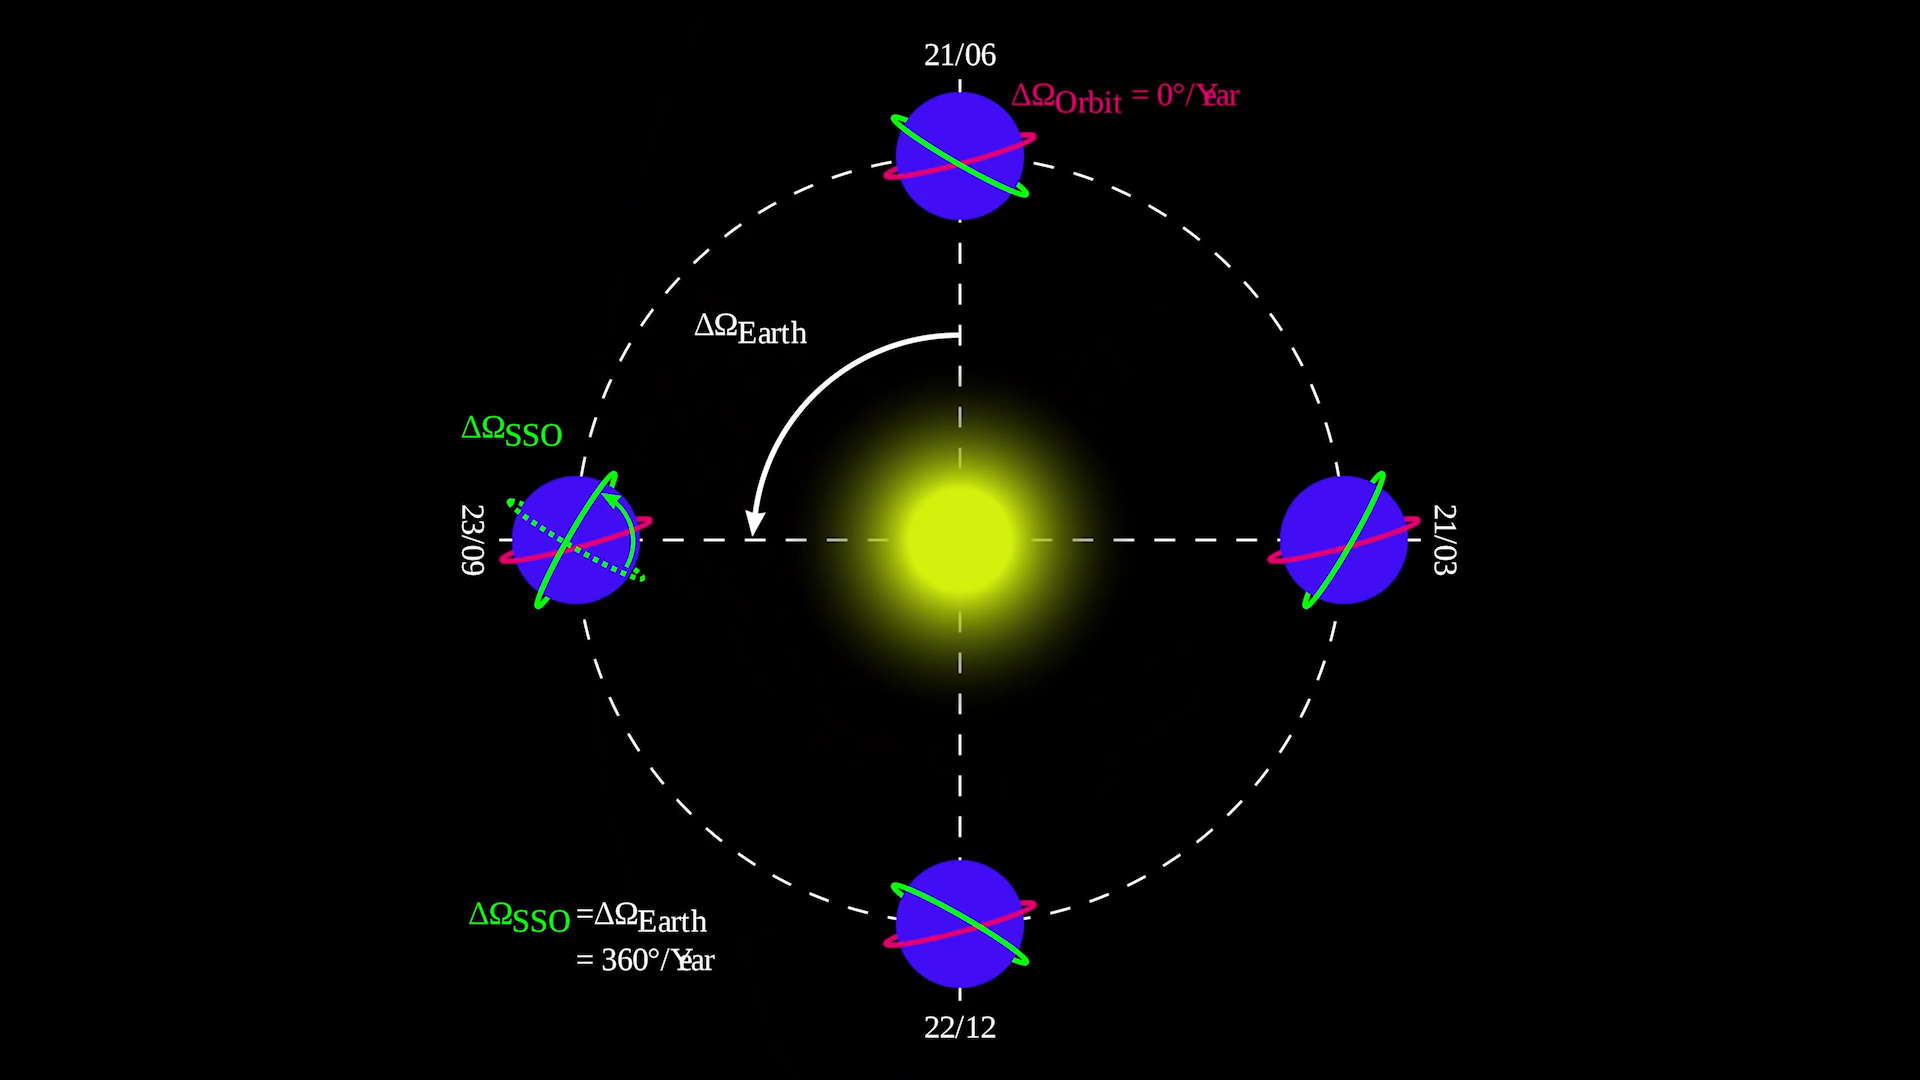 21/06
ΔΩOrbit = 0°/Year
ΔΩEarth
ΔΩSSO
23/09
21/03
ΔΩSSO =ΔΩEarth
= 360°/Year
22/12